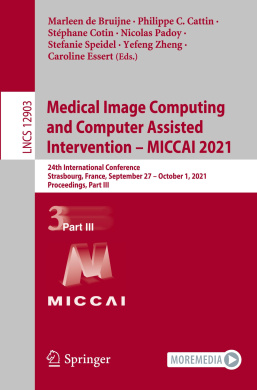 Marleen de Bruijne · Philippe C. Cattin
Stéphane Cotin · Nicolas Padoy
Stefanie Speidel · Yefeng Zheng
Caroline Essert (Eds.)
LNCS 12903
Medical Image Computing
and Computer Assisted
Intervention – MICCAI 2021
24th International Conference
Strasbourg, France, September 27 – October 1, 2021
Proceedings, Part III
3 Part III
MICCAI
Springer
MOREMEDIA